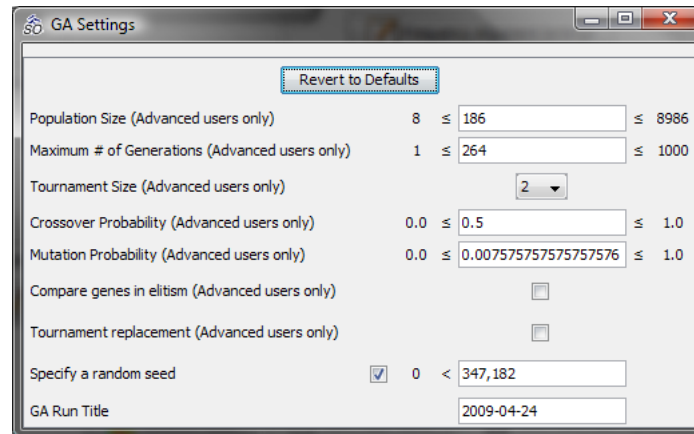 SO GA Settings
Revert to Defaults
Population Size (Advanced users only) 8 ≤ 186 ≤ 8986
Maximum # of Generations (Advanced users only) 1 ≤ 264 ≤ 1000
Tournament Size (Advanced users only) 2
Crossover Probability (Advanced users only) 0.0 ≤ 0.5 ≤ 1.0
Mutation Probability (Advanced users only) 0.0 ≤ 0.007575757575757576 ≤ 1.0
Compare genes in elitism (Advanced users only)
Tournament replacement (Advanced users only)
Specify a random seed 0 < 347,182
GA Run Title 2009-04-24